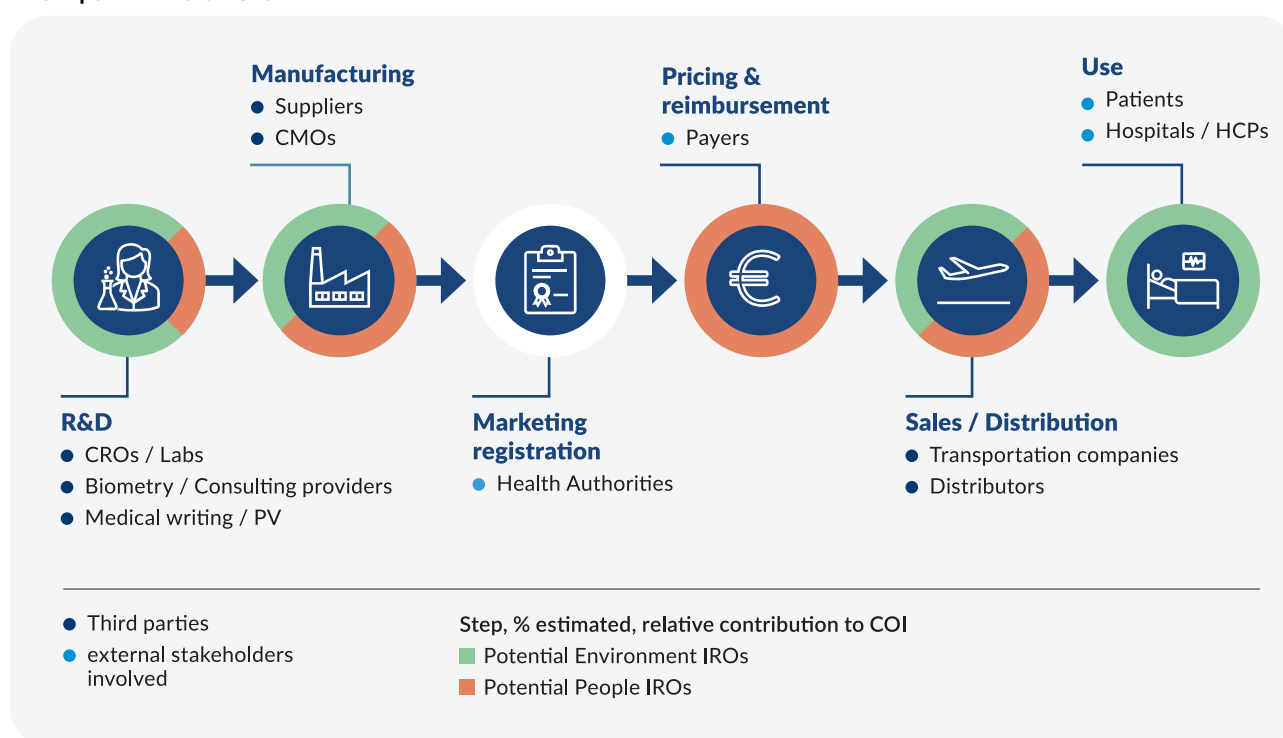 Manufacturing
Suppliers
CMOs
Pricing &
reimbursement
Payers
Use
Patients
Hospitals / HCPs
€
R&D
CROs / Labs
Biometry / Consulting providers
Medical writing / PV
Marketing
registration
Health Authorities
Sales / Distribution
Transportation companies
Distributors
Third parties
external stakeholders
involved
Step, % estimated, relative contribution to COI
Potential Environment IROs
Potential People IROs